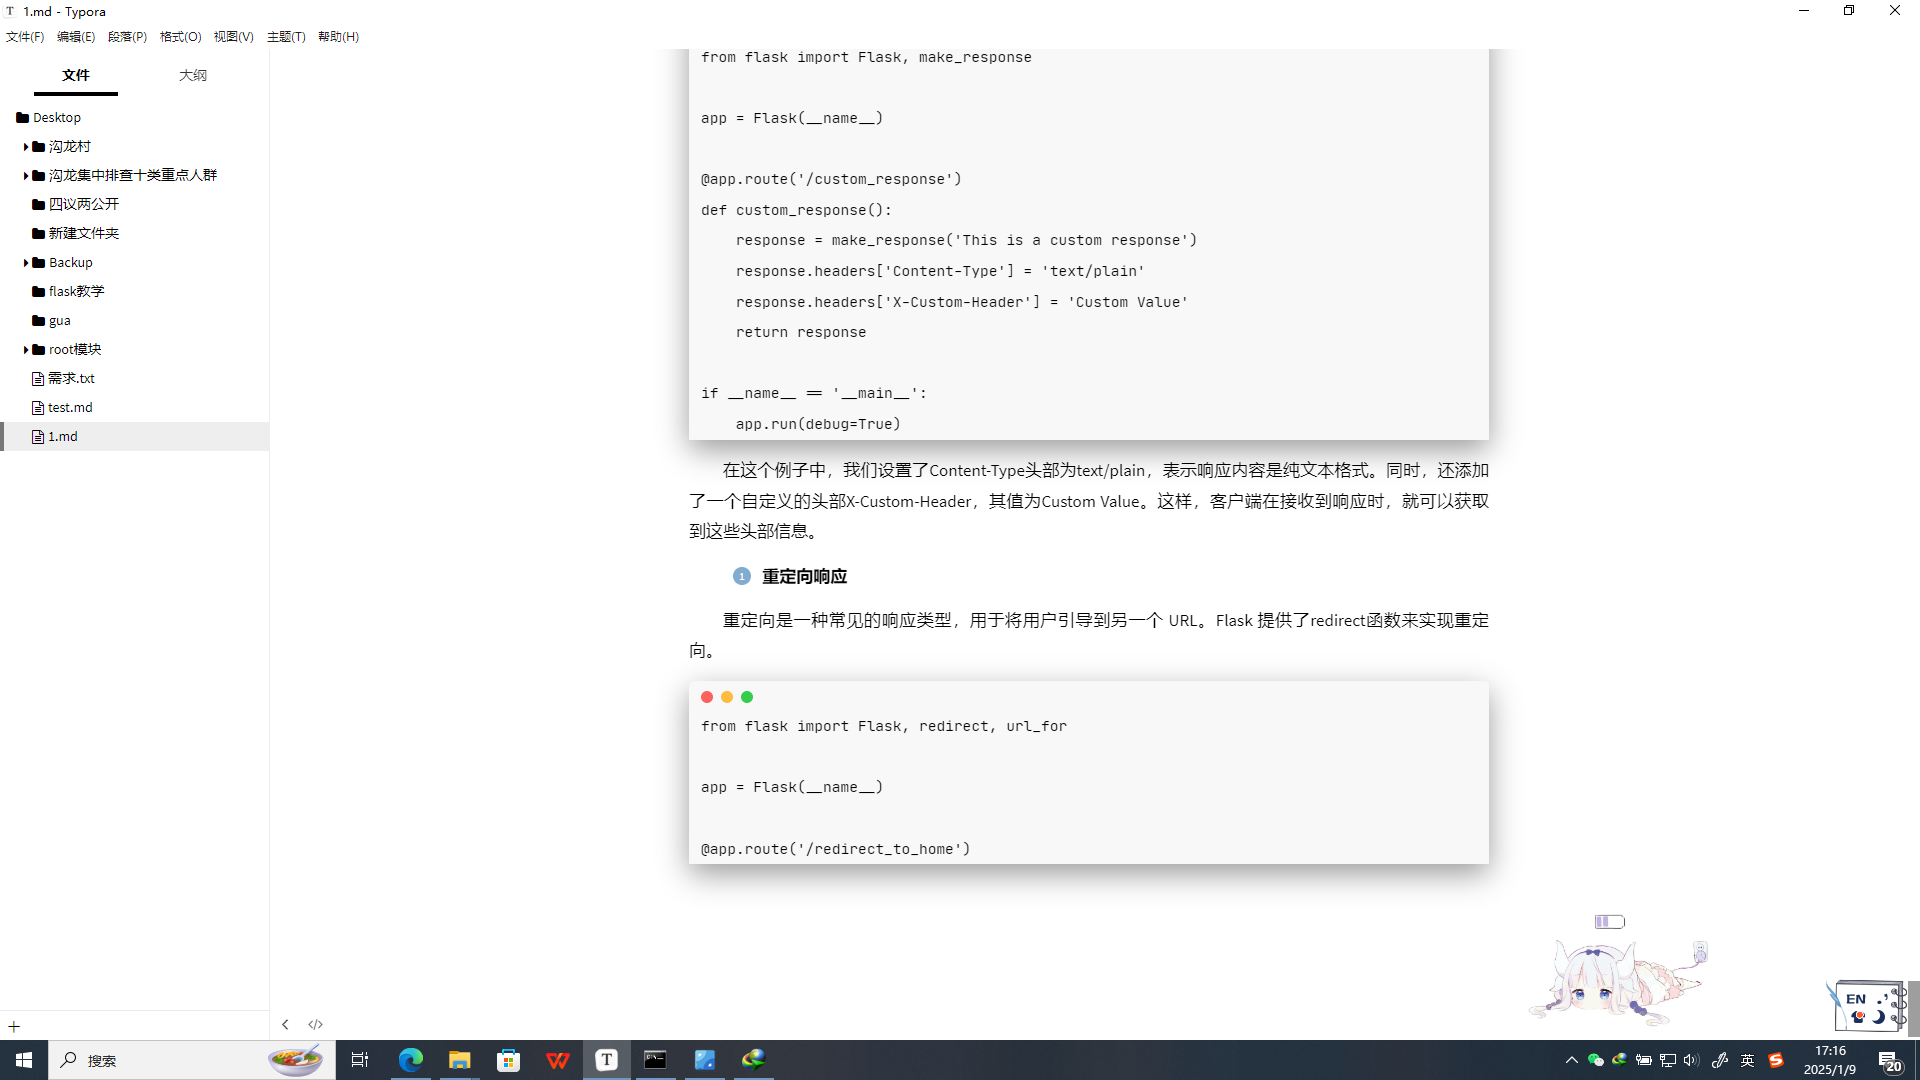 1.md - Typora
文件(F) 编辑(E) 段落(P) 格式(O) 视图(V) 主题(T) 帮助(H)
文件 大纲
Desktop
沟龙村
沟龙集中排查十类重点人群
四议两公开
新建文件夹
Backup
flask教学
gua
root模块
需求.txt
test.md
1.md
from flask import Flask, make_response
app = Flask(__name__)
@app.route('/custom_response')
def custom_response():
    response = make_response('This is a custom response')
    response.headers['Content-Type'] = 'text/plain'
    response.headers['X-Custom-Header'] = 'Custom Value'
    return response
if __name__ == '__main__':
    app.run(debug=True)
在这个例子中，我们设置了Content-Type头部为text/plain，表示响应内容是纯文本格式。同时，还添加
了一个自定义的头部X-Custom-Header，其值为Custom Value。这样，客户端在接收到响应时，就可以获取
到这些头部信息。
1 重定向响应
重定向是一种常见的响应类型，用于将用户引导到另一个 URL。Flask 提供了redirect函数来实现重定
向。
from flask import Flask, redirect, url_for
app = Flask(__name__)
@app.route('/redirect_to_home')
EN
搜索
英
17:16
2025/1/9
20